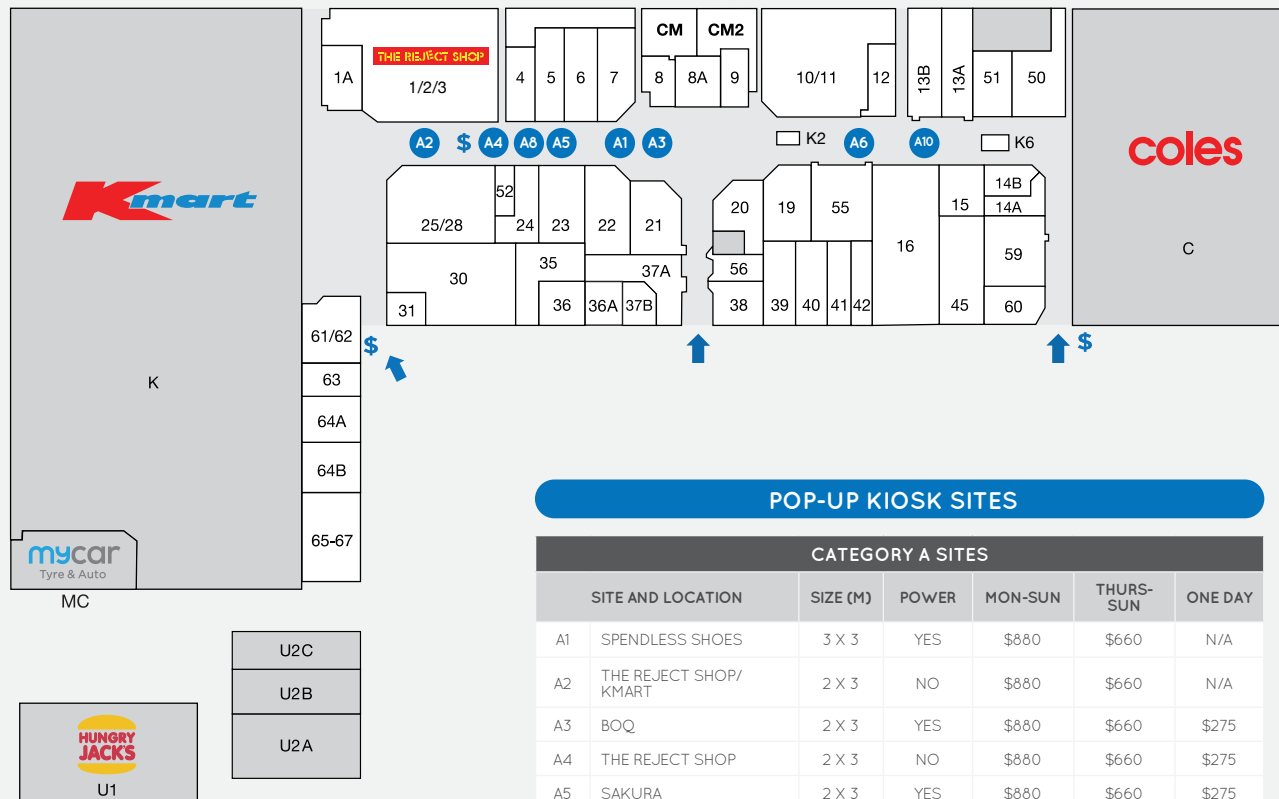 CM
CM2
THE REJECT SHOP
1A
1/2/3
4
5
6
7
8
8A
9
10/11
12
13B
13A
51
50
A2
$
A4
A8
A5
A1
A3
K2
A6
A10
K6
coles
C
Kmart
K
25/28
52
24
23
22
21
30
31
35
36
36A
37A
37B
20
19
55
56
38
39
40
41
42
16
15
14B
14A
59
45
60
61/62
$
$
63
64A
64B
65-67
mycar
Tyre & Auto
MC
U2C
U2B
U2A
HUNGRY
JACK'S
U1
POP-UP KIOSK SITES
CATEGORY A SITES
SITE AND LOCATION SIZE (M) POWER MON-SUN THURS-
SUN ONE DAY
A1 SPENDLESS SHOES 3 X 3 YES $880 $660 N/A
A2 THE REJECT SHOP/
KMART 2 X 3 NO $880 $660 N/A
A3 BOQ 2 X 3 YES $880 $660 $275
A4 THE REJECT SHOP 2 X 3 NO $880 $660 $275
A5 SAKURA 2 X 3 YES $880 $660 $275